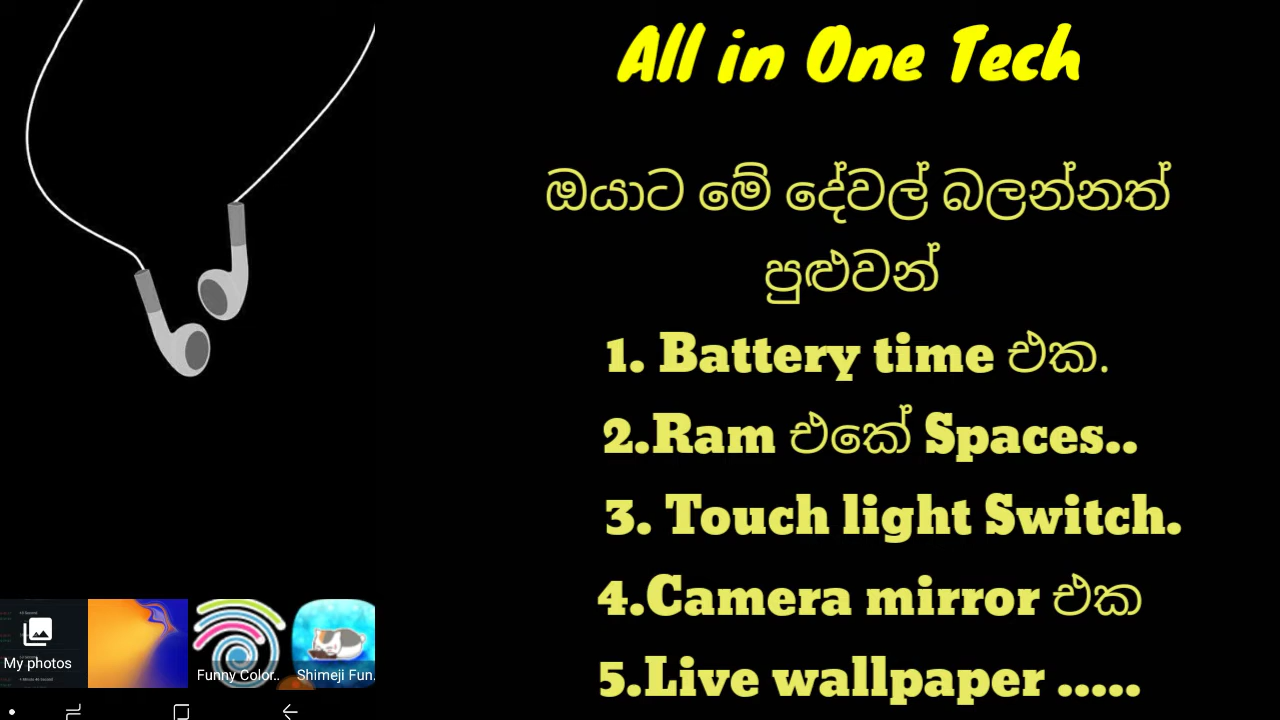 All in One Tech
ඔයාට මේ දේවල් බලන්නත්
පුළුවන්
1. Battery time එක.
2.Ram එකේ Spaces..
3. Touch light Switch.
4.Camera mirror එක
5.Live wallpaper .....
My photos
Funny Color..
Shimeji Fun.